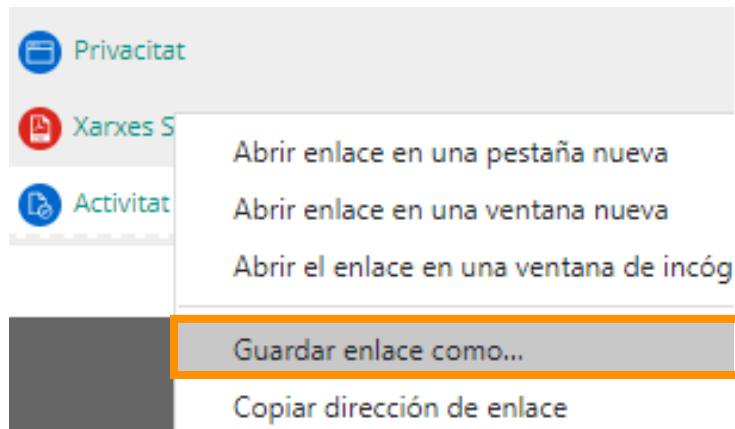 Privacitat
Xarxes S
Activitat
Abrir enlace en una pestaña nueva
Abrir enlace en una ventana nueva
Abrir el enlace en una ventana de incóg
Guardar enlace como...
Copiar dirección de enlace